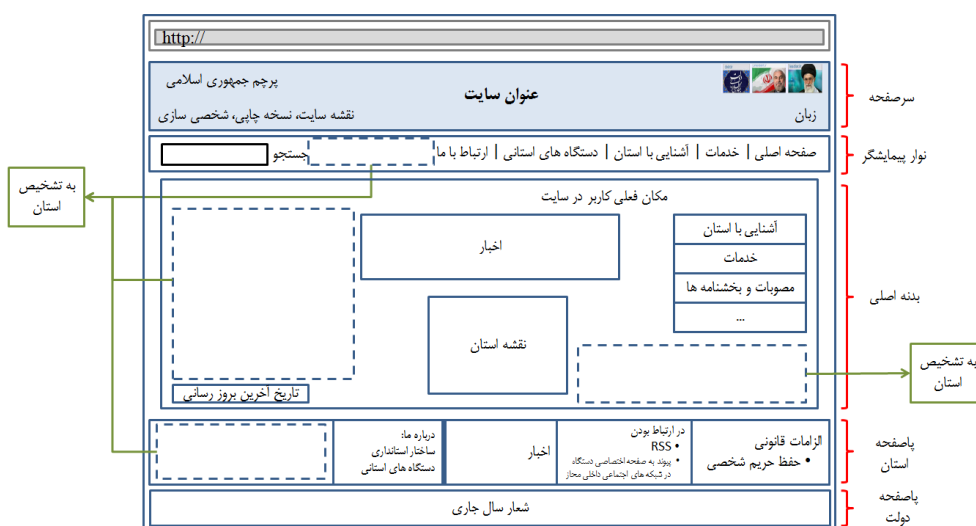 http://
پرچم جمهوری اسلامی
عنوان سایت
زبان
نقشه سایت، نسخه چاپی، شخصی سازی
سرصفحه
صفحه اصلی | خدمات | آشنایی با استان | دستگاه های استانی | ارتباط با ما
جستجو
نوار پیمایشگر
به تشخیص
استان
مکان فعلی کاربر در سایت
آشنایی با استان
خدمات
مصوبات و بخشنامه ها
...
اخبار
نقشه استان
تاریخ آخرین بروز رسانی
بدنه اصلی
به تشخیص
استان
الزامات قانونی
• حفظ حریم شخصی
در ارتباط بودن
• RSS
• پیوند به صفحه اختصاصی دستگاه
در شبکه های اجتماعی داخلی مجاز
اخبار
درباره ما:
ساختار استانداری
دستگاه های استانی
پاصفحه
استان
شعار سال جاری
پاصفحه
دولت